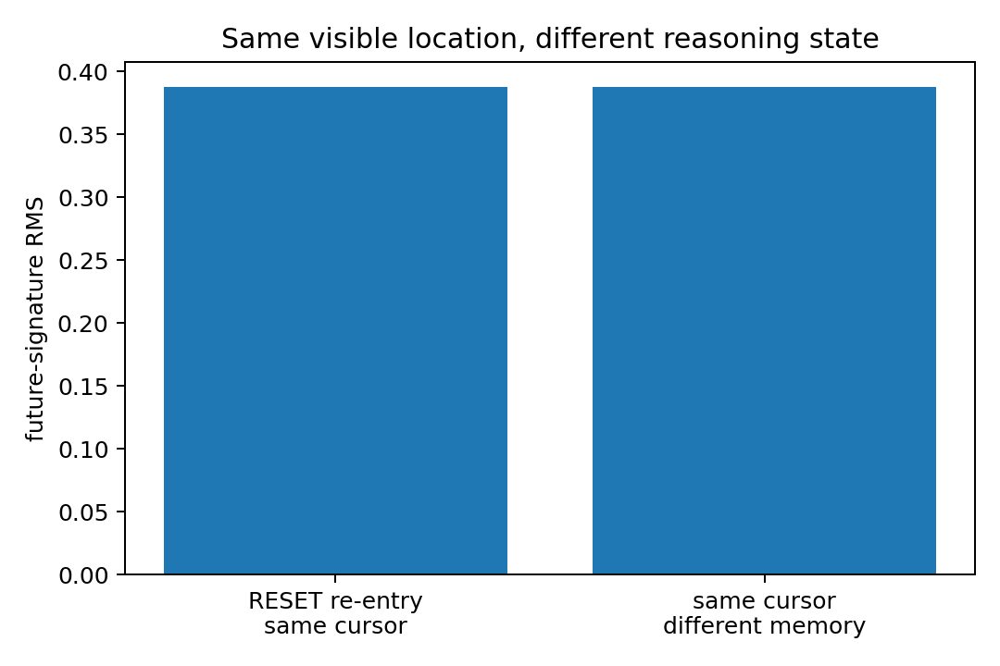 Same visible location, different reasoning state
future-signature RMS
0.40
0.35
0.30
0.25
0.20
0.15
0.10
0.05
0.00
RESET re-entry
same cursor
same cursor
different memory